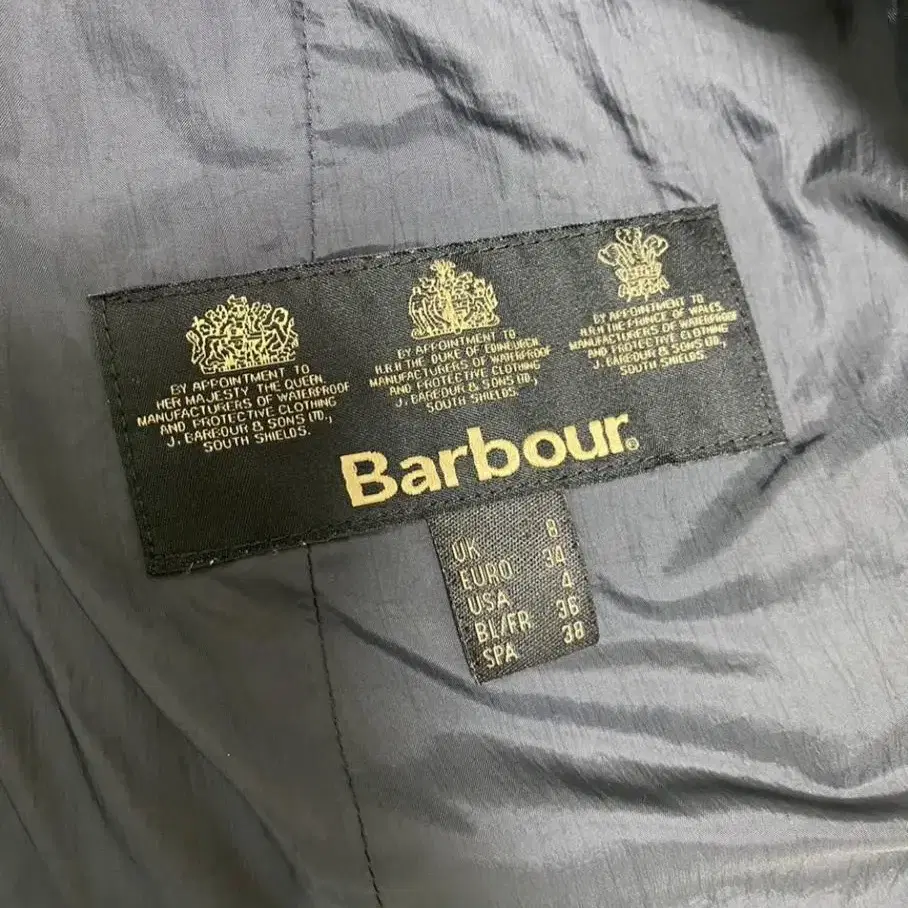 BY APPOINTMENT TO
HER MAJESTY THE QUEEN
MANUFACTURERS OF WATERPROOF
AND PROTECTIVE CLOTHING
J. BARBOUR & SONS LTD.,
SOUTH SHIELDS.
BY APPOINTMENT TO
H.R.H THE DUKE OF EDINBURGH
MANUFACTURERS OF WATERPROOF
AND PROTECTIVE CLOTHING
J. BARBOUR & SONS LTD.,
SOUTH SHIELDS.
BY APPOINTMENT TO
H.R.H THE PRINCE OF WALES
MANUFACTURERS OF WATERPROOF
AND PROTECTIVE CLOTHING
J. BARBOUR & SONS LTD.,
SOUTH SHIELDS.
Barbour®
UK 8
EURO 34
USA 4
BL/FR 36
SPA 38